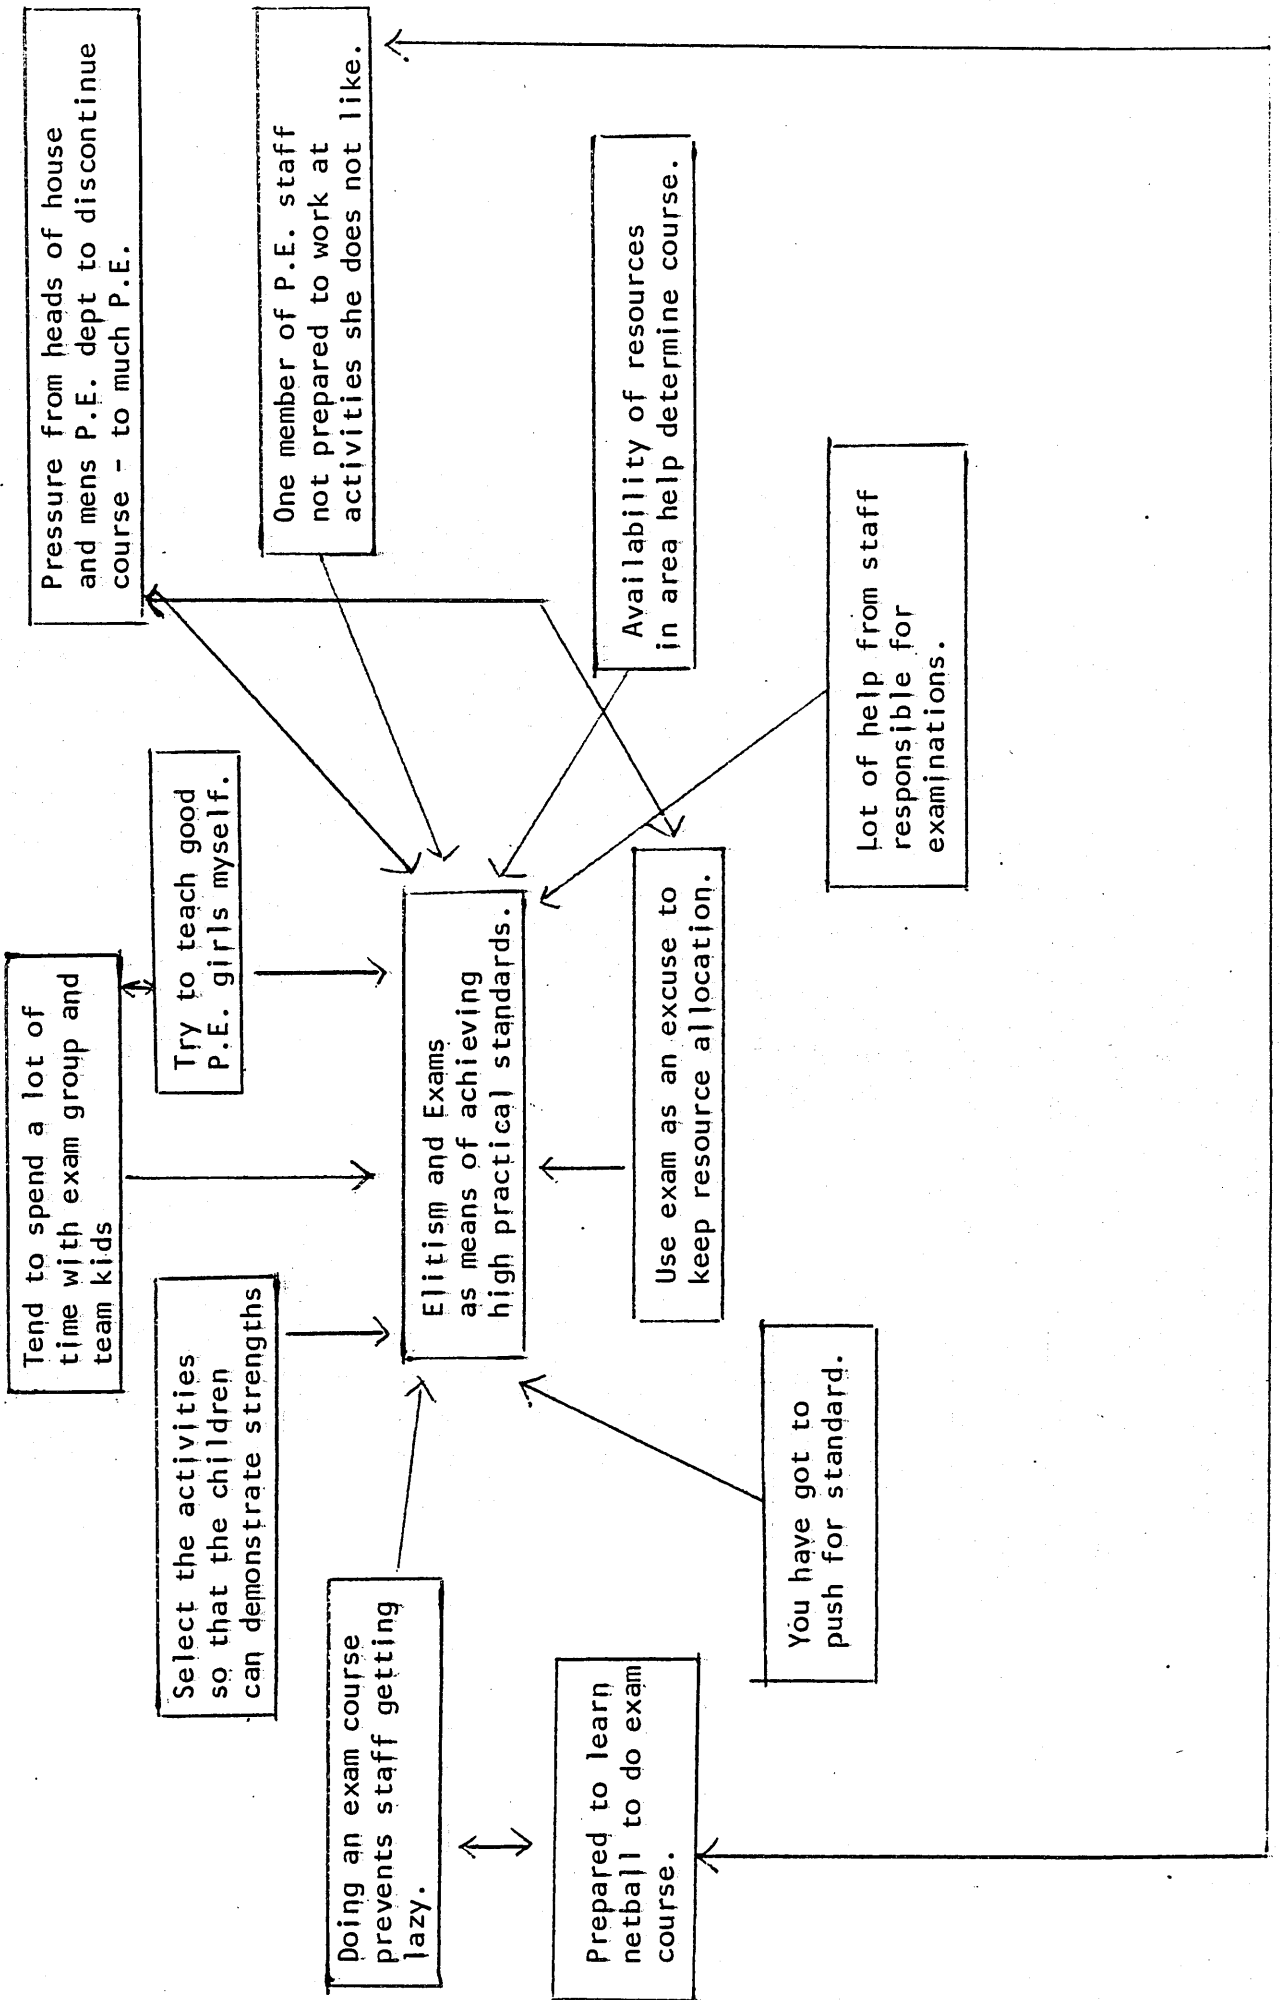 Tend to spend a lot of
time with exam group and
team kids
Pressure from heads of house
and mens P.E. dept to discontinue
course - to much P.E.
Select the activities
so that the children
can demonstrate strengths
Try to teach good
P.E. girls myself.
One member of P.E. staff
not prepared to work at
activities she does not like.
Doing an exam course
prevents staff getting
lazy.
Elitism and Exams
as means of achieving
high practical standards.
Prepared to learn
netball to do exam
course.
Use exam as an excuse to
keep resource allocation.
Availability of resources
in area help determine course.
You have got to
push for standard.
Lot of help from staff
responsible for
examinations.